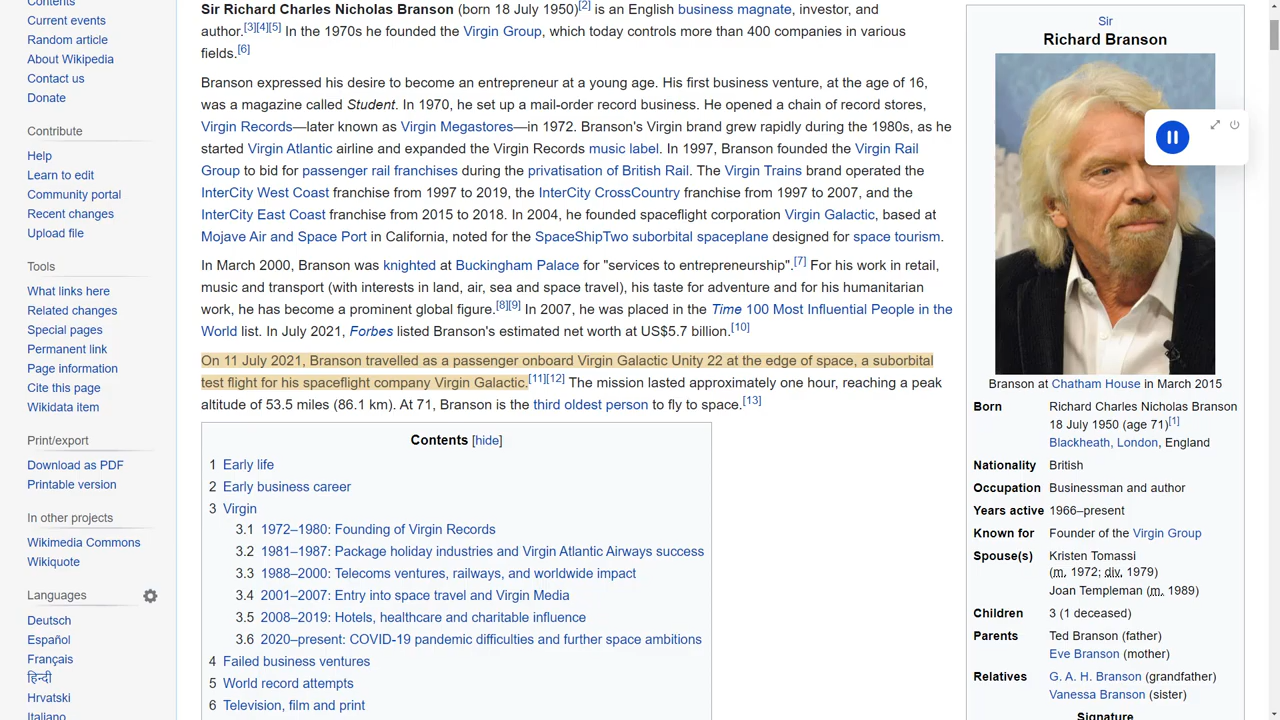 Contents
Current events
Random article
About Wikipedia
Contact us
Donate
Contribute
Help
Learn to edit
Community portal
Recent changes
Upload file
Tools
What links here
Related changes
Special pages
Permanent link
Page information
Cite this page
Wikidata item
Print/export
Download as PDF
Printable version
In other projects
Wikimedia Commons
Wikiquote
Languages
Deutsch
Español
Français
हिन्दी
Hrvatski
Italiano
Sir Richard Charles Nicholas Branson (born 18 July 1950)[2] is an English business magnate, investor, and
author.[3][4][5] In the 1970s he founded the Virgin Group, which today controls more than 400 companies in various
fields.[6]
Branson expressed his desire to become an entrepreneur at a young age. His first business venture, at the age of 16,
was a magazine called Student. In 1970, he set up a mail-order record business. He opened a chain of record stores,
Virgin Records—later known as Virgin Megastores—in 1972. Branson's Virgin brand grew rapidly during the 1980s, as he
started Virgin Atlantic airline and expanded the Virgin Records music label. In 1997, Branson founded the Virgin Rail
Group to bid for passenger rail franchises during the privatisation of British Rail. The Virgin Trains brand operated the
InterCity West Coast franchise from 1997 to 2019, the InterCity CrossCountry franchise from 1997 to 2007, and the
InterCity East Coast franchise from 2015 to 2018. In 2004, he founded spaceflight corporation Virgin Galactic, based at
Mojave Air and Space Port in California, noted for the SpaceShipTwo suborbital spaceplane designed for space tourism.
In March 2000, Branson was knighted at Buckingham Palace for "services to entrepreneurship".[7] For his work in retail,
music and transport (with interests in land, air, sea and space travel), his taste for adventure and for his humanitarian
work, he has become a prominent global figure.[8][9] In 2007, he was placed in the Time 100 Most Influential People in the
World list. In July 2021, Forbes listed Branson's estimated net worth at US$5.7 billion.[10]
On 11 July 2021, Branson travelled as a passenger onboard Virgin Galactic Unity 22 at the edge of space, a suborbital
test flight for his spaceflight company Virgin Galactic.[11][12] The mission lasted approximately one hour, reaching a peak
altitude of 53.5 miles (86.1 km). At 71, Branson is the third oldest person to fly to space.[13]
Contents [hide]
1 Early life
2 Early business career
3 Virgin
3.1 1972–1980: Founding of Virgin Records
3.2 1981–1987: Package holiday industries and Virgin Atlantic Airways success
3.3 1988–2000: Telecoms ventures, railways, and worldwide impact
3.4 2001–2007: Entry into space travel and Virgin Media
3.5 2008–2019: Hotels, healthcare and charitable influence
3.6 2020–present: COVID-19 pandemic difficulties and further space ambitions
4 Failed business ventures
5 World record attempts
6 Television, film and print
Sir
Richard Branson
Branson at Chatham House in March 2015
Born Richard Charles Nicholas Branson
18 July 1950 (age 71)[1]
Blackheath, London, England
Nationality British
Occupation Businessman and author
Years active 1966–present
Known for Founder of the Virgin Group
Spouse(s) Kristen Tomassi
(m. 1972; div. 1979)
Joan Templeman (m. 1989)
Children 3 (1 deceased)
Parents Ted Branson (father)
Eve Branson (mother)
Relatives G. A. H. Branson (grandfather)
Vanessa Branson (sister)
Signature